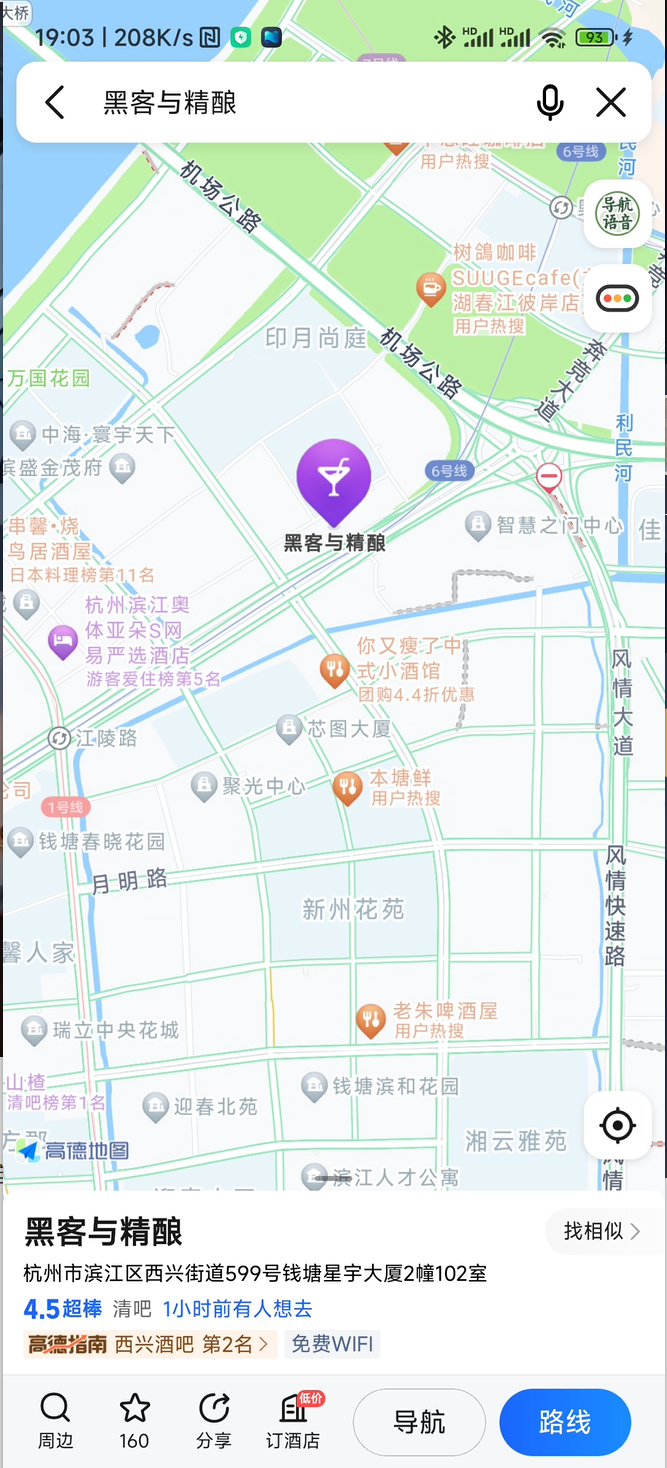 大桥
19:03 | 208K/s
HD HD 93
黑客与精酿
7号线
用户热搜
6号线
民河
机场公路
导航语音
树鸽咖啡
SUUGEcafe(
湖春江彼岸店
用户热搜
印月尚庭
机场公路
奔竞大道
万国花园
利民河
中海·寰宇天下
滨盛金茂府
6号线
黑客与精酿
智慧之门中心
佳
串馨·烧
鸟居酒屋
日本料理榜第11名
杭州滨江奥
体亚朵S网
易严选酒店
游客爱住榜第5名
你又瘦了中
式小酒馆
团购4.4折优惠
风情大道
江陵路
芯图大厦
聚光中心
本塘鲜
用户热搜
公司
1号线
钱塘春晓花园
月明路
风情快速路
新州花苑
馨人家
老朱啤酒屋
用户热搜
瑞立中央花城
山楂
清吧榜第1名
钱塘滨和花园
迎春北苑
高德地图
湘云雅苑
滨江人才公寓
风情
黑客与精酿
找相似 >
杭州市滨江区西兴街道599号钱塘星宇大厦2幢102室
4.5超棒 清吧 1小时前有人想去
高德指南 西兴酒吧 第2名 > 免费WIFI
低价
周边 160 分享 订酒店 导航 路线